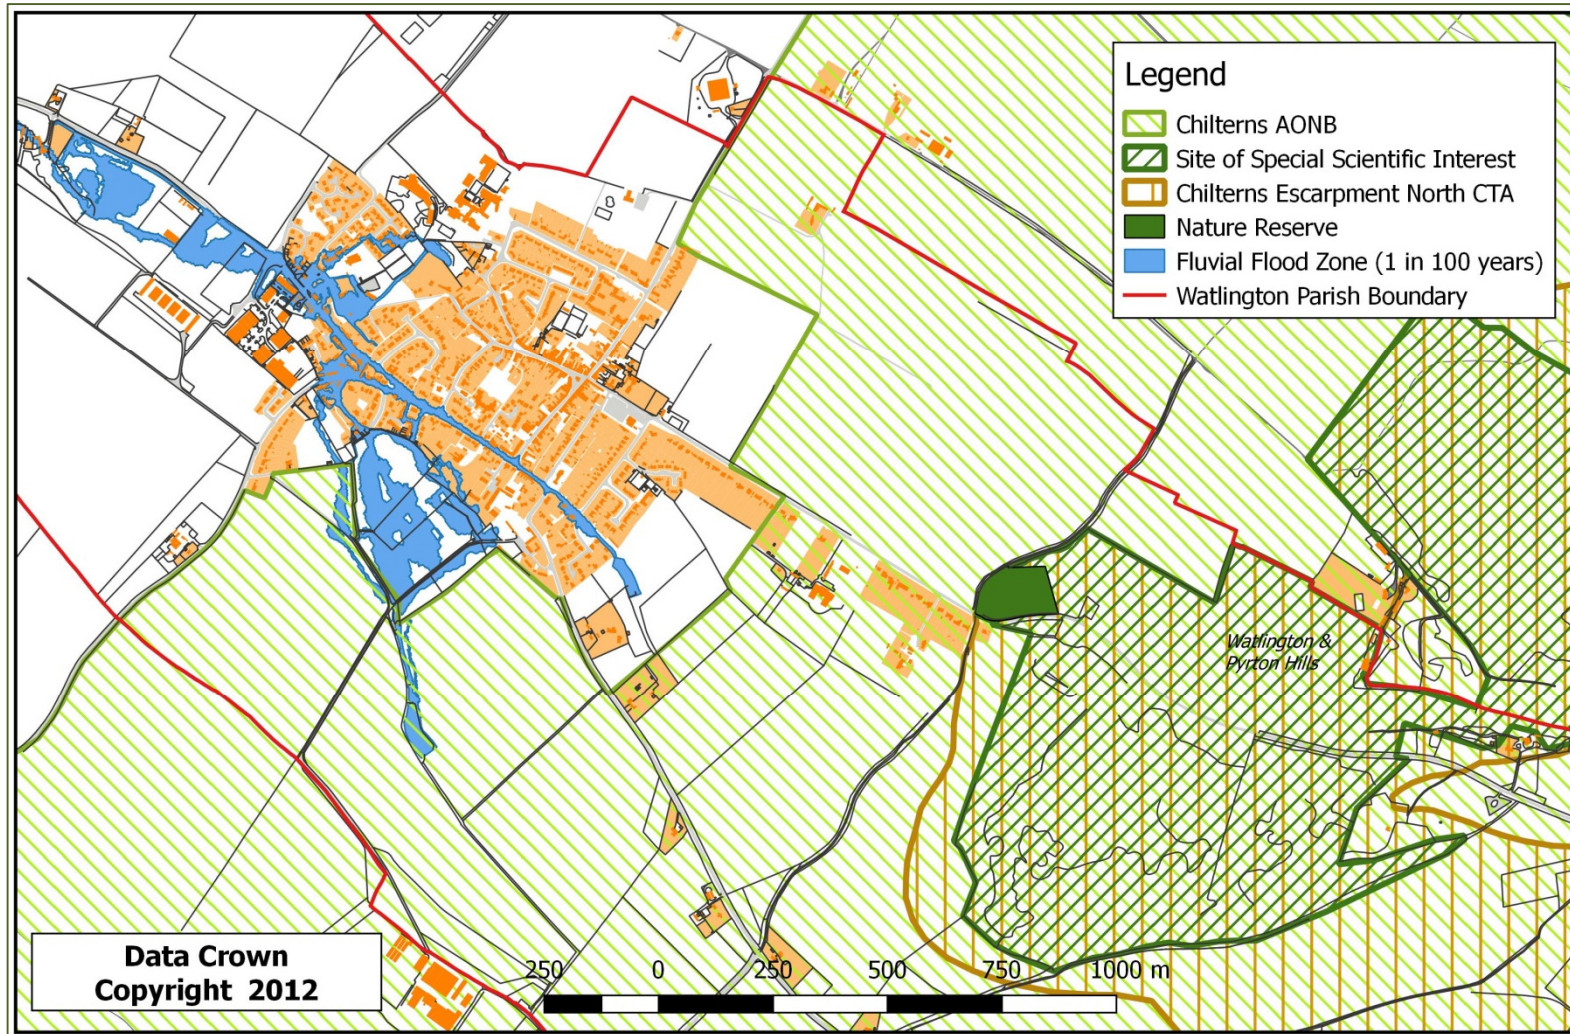 Legend
Chilterns AONB
Site of Special Scientific Interest
Chilterns Escarpment North CTA
Nature Reserve
Fluvial Flood Zone (1 in 100 years)
Watlington Parish Boundary
Watlington &
Pyrton Hills
Data Crown
Copyright 2012
250 0 250 500 750 1000 m